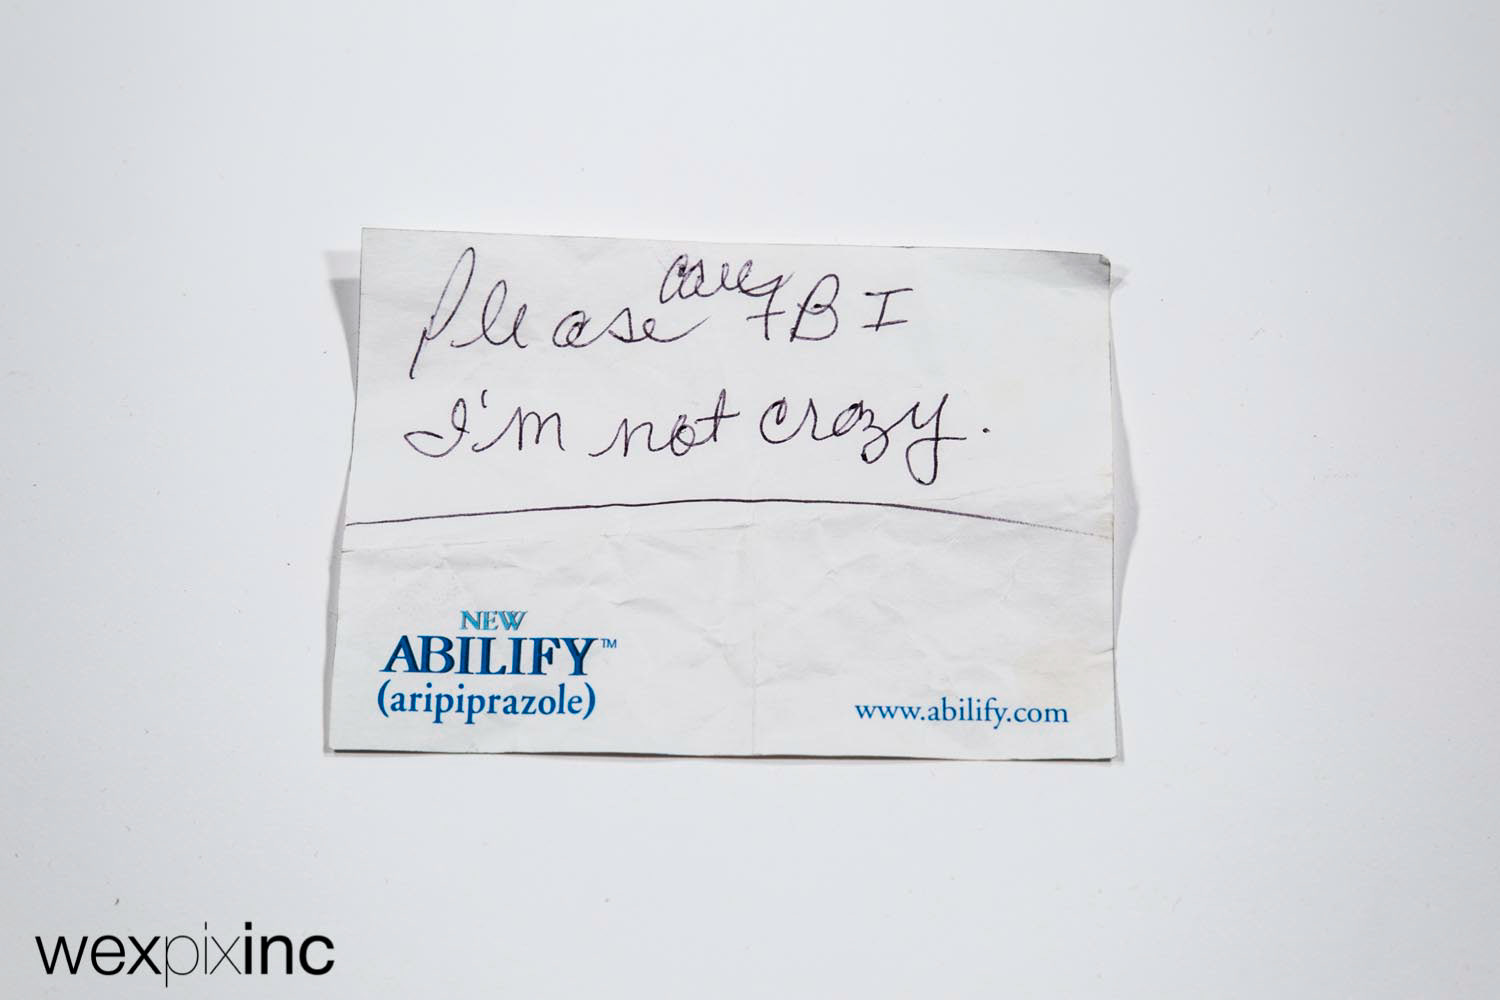 Please call FBI
I'm not crazy.
NEW
ABILIFY™
(aripiprazole)
www.abilify.com
wexpixinc